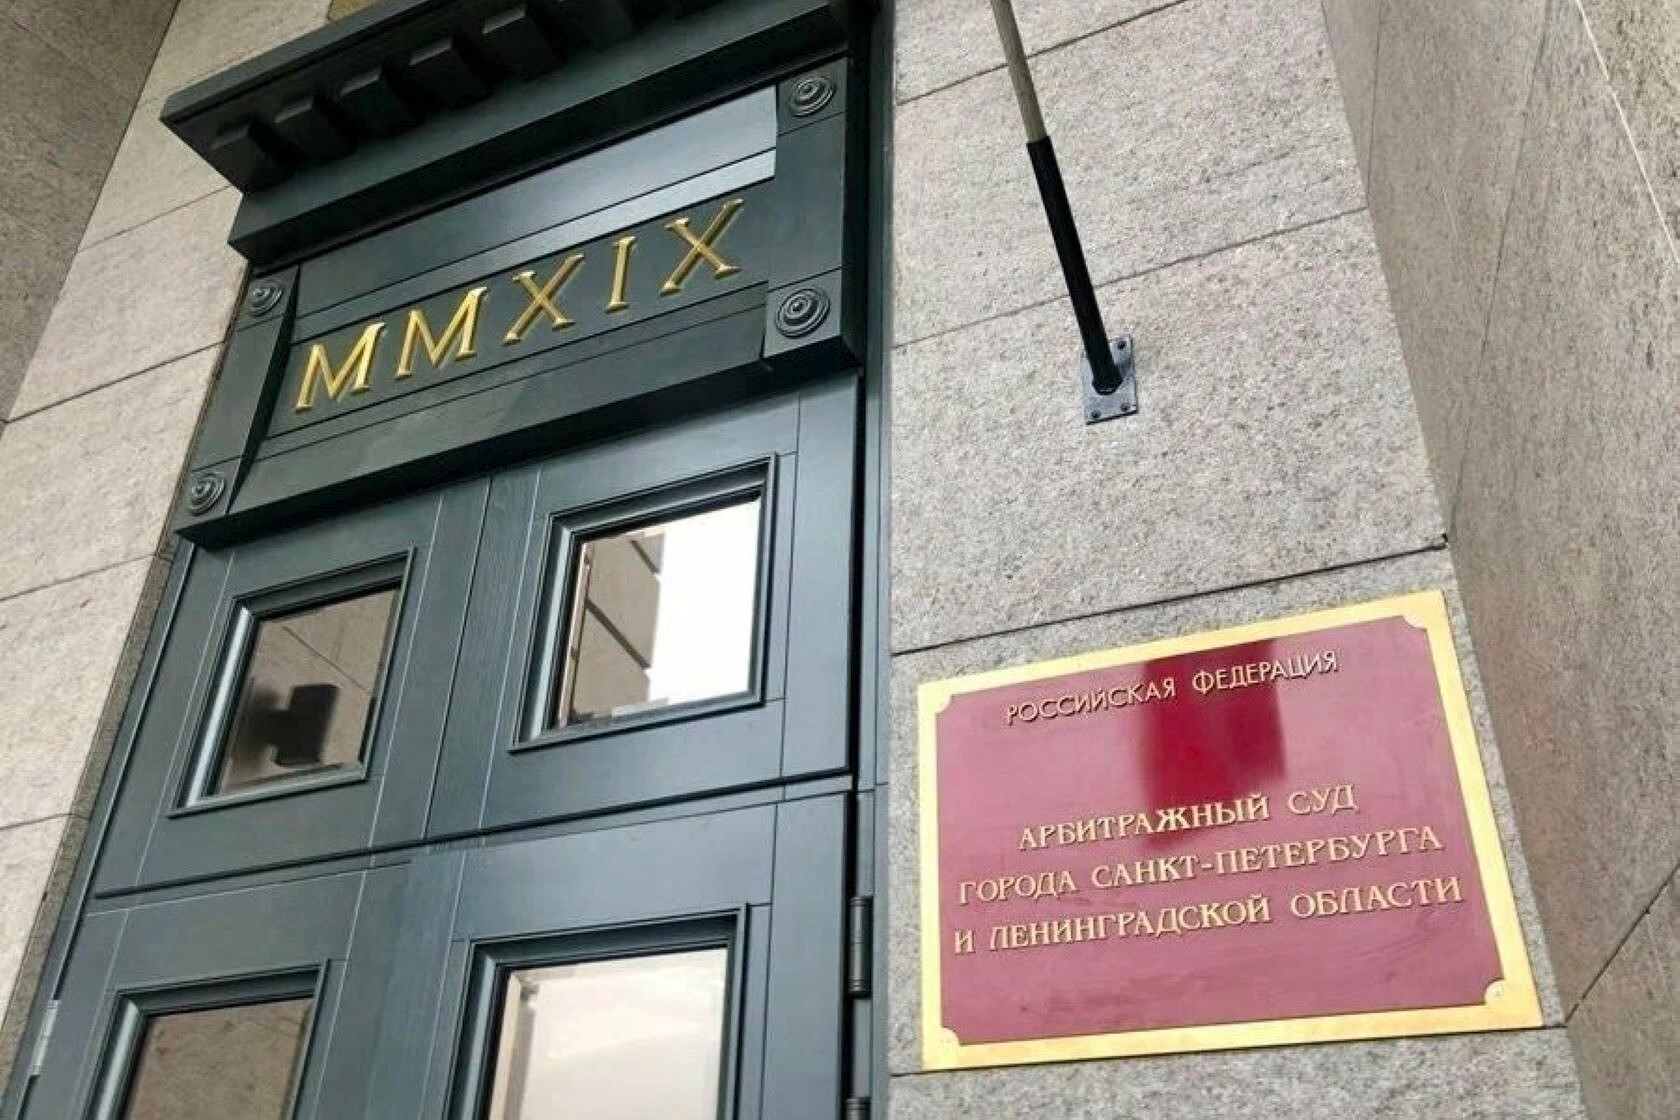 MMXIX
РОССИЙСКАЯ ФЕДЕРАЦИЯ
АРБИТРАЖНЫЙ СУД
ГОРОДА САНКТ-ПЕТЕРБУРГА
И ЛЕНИНГРАДСКОЙ ОБЛАСТИ